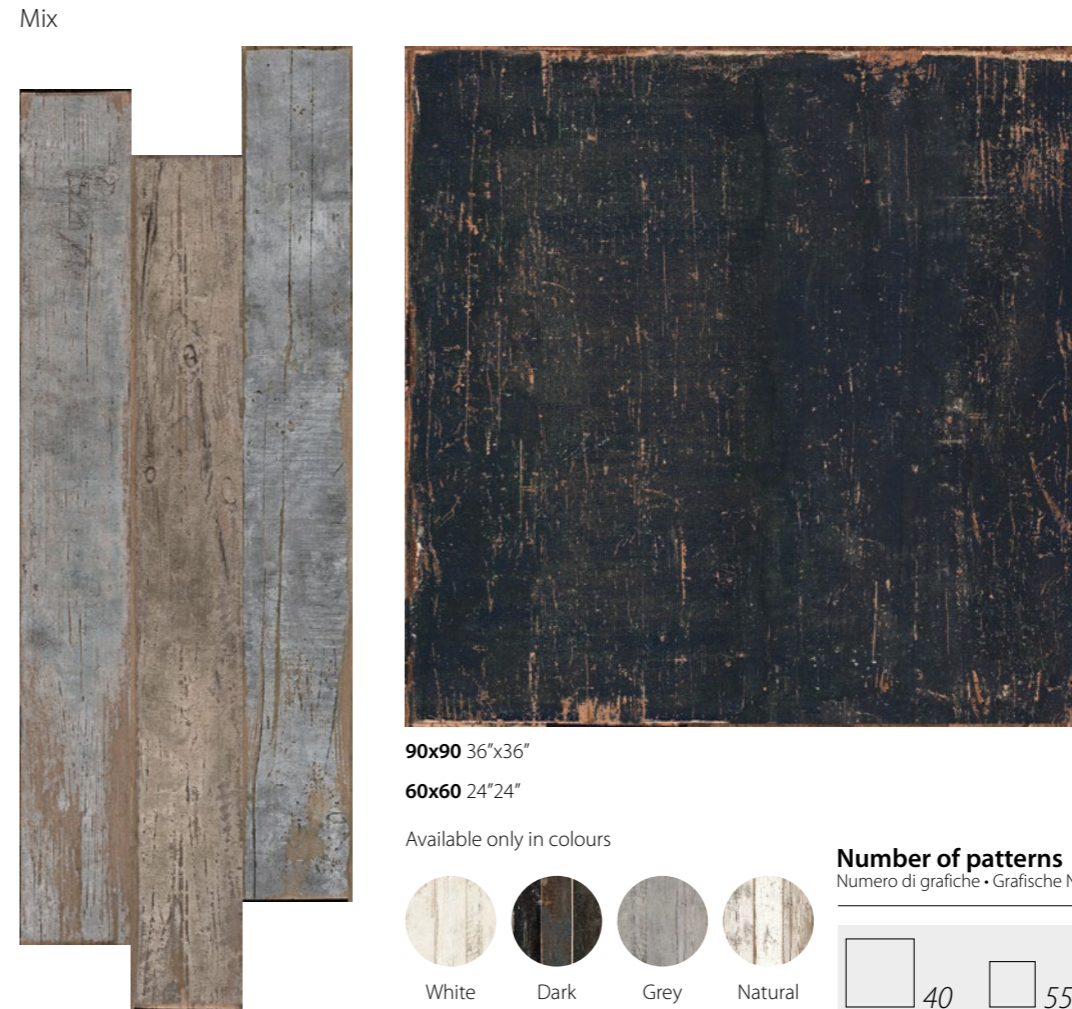 Mix
90x90 36"x36"
60x60 24"24"
Available only in colours
White
Dark
Grey
Natural
Number of patterns
Numero di grafiche • Grafische
40
55